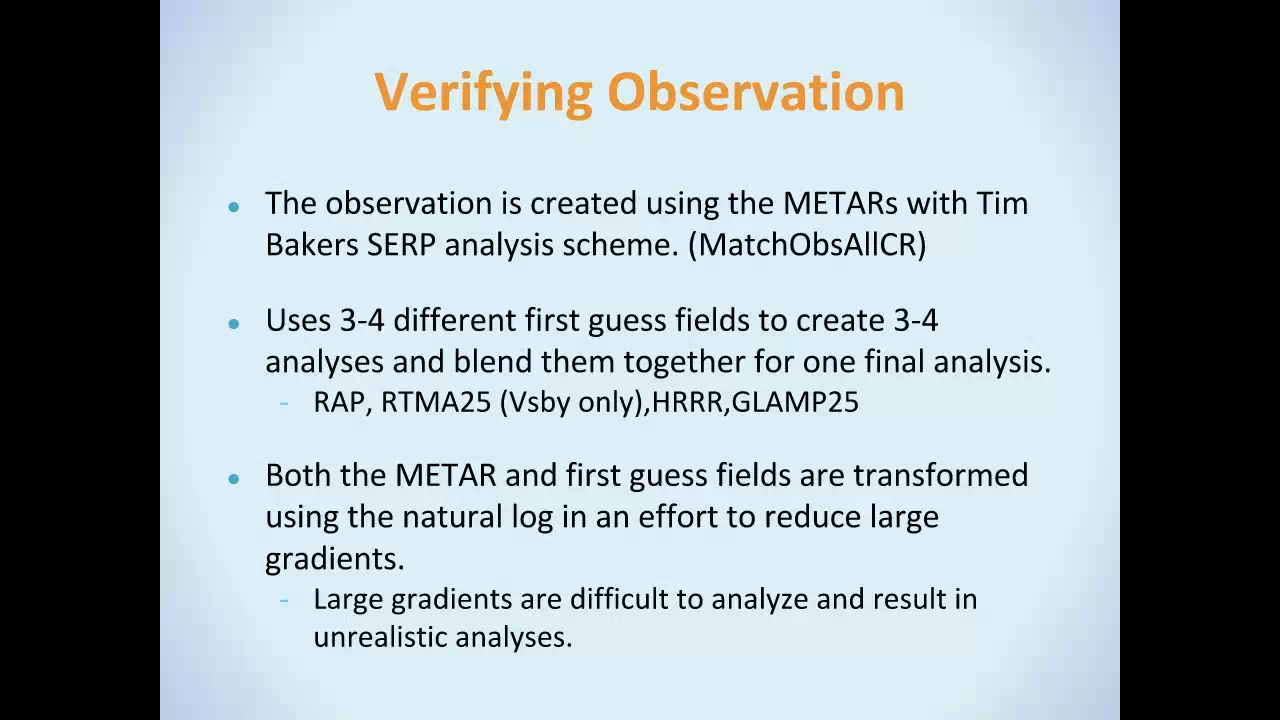 Verifying Observation
• The observation is created using the METARs with Tim
Bakers SERP analysis scheme. (MatchObsAllCR)
• Uses 3-4 different first guess fields to create 3-4
analyses and blend them together for one final analysis.
- RAP, RTMA25 (Vsby only),HRRR,GLAMP25
• Both the METAR and first guess fields are transformed
using the natural log in an effort to reduce large
gradients.
- Large gradients are difficult to analyze and result in
unrealistic analyses.